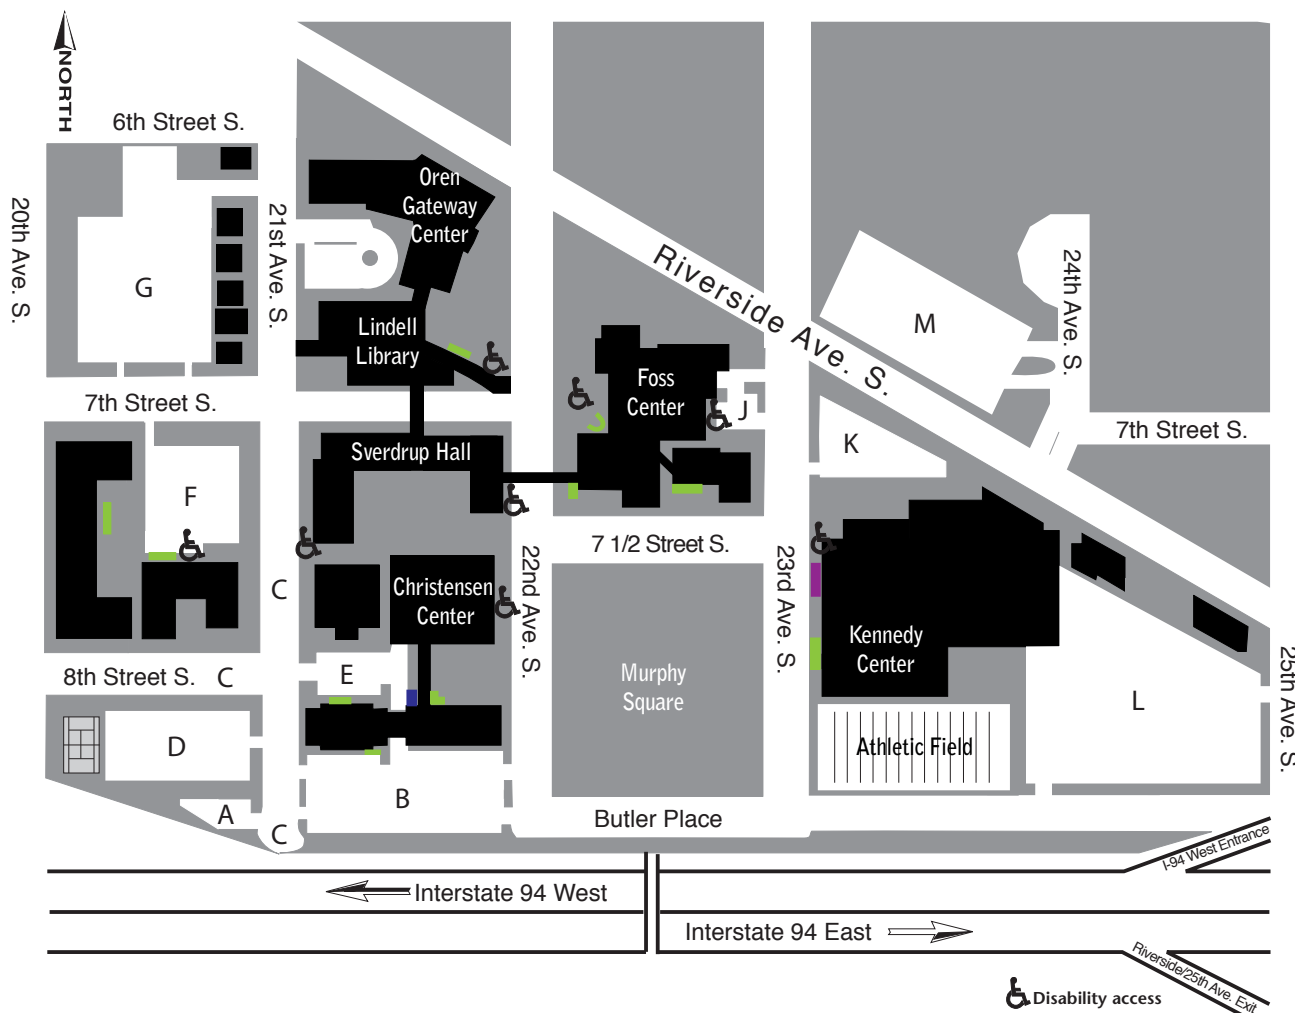 NORTH
6th Street S.
20th Ave. S.
21st Ave. S.
Oren
Gateway
Center
G
Riverside Ave. S.
24th Ave. S.
M
Lindell
Library
Foss
Center
J
7th Street S.
7th Street S.
K
Sverdrup Hall
F
7 1/2 Street S.
22nd Ave. S.
23rd Ave. S.
C
Christensen
Center
Kennedy
Center
25th Ave. S.
8th Street S.
C
E
Murphy
Square
L
D
Athletic Field
B
A
C
Butler Place
I-94 West Entrance
Interstate 94 West
Interstate 94 East
Riverside/25th Ave. Exit
Disability access